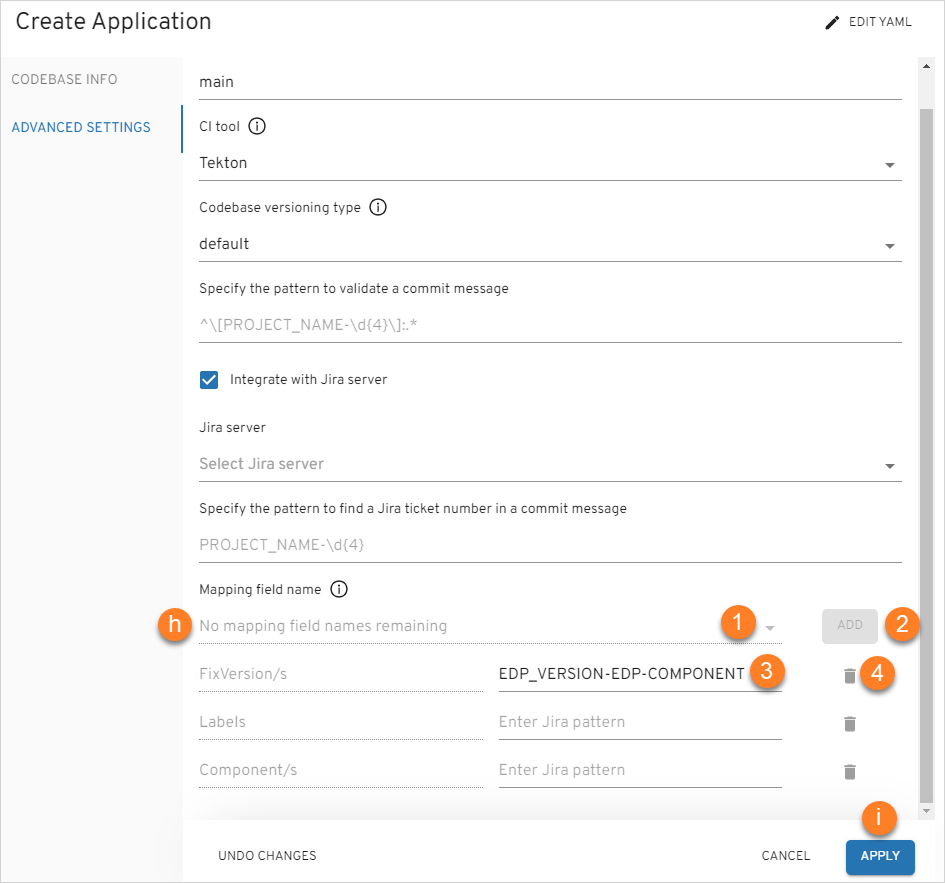 Create Application
EDIT YAML
CODEBASE INFO
ADVANCED SETTINGS
main
CI tool
Tekton
Codebase versioning type
default
Specify the pattern to validate a commit message
^\[PROJECT_NAME-\d{4}\]:.*
Integrate with Jira server
Jira server
Select Jira server
Specify the pattern to find a Jira ticket number in a commit message
PROJECT_NAME-\d{4}
Mapping field name
h No mapping field names remaining 1 ADD 2
FixVersion/s EDP_VERSION-EDP-COMPONENT 3 4
Labels Enter Jira pattern
Component/s Enter Jira pattern
i
UNDO CHANGES CANCEL APPLY